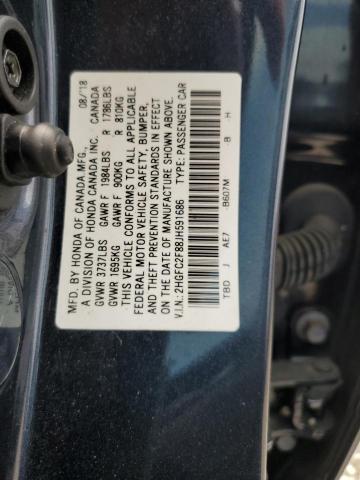 MFD. BY HONDA OF CANADA MFG., 08/'18
A DIVISION OF HONDA CANADA INC. CANADA
GVWR 3737LBS GAWR F 1984LBS R 1786LBS
GVWR 1695KG GAWR F 900KG R 810KG
THIS VEHICLE CONFORMS TO ALL APPLICABLE
FEDERAL MOTOR VEHICLE SAFETY, BUMPER,
AND THEFT PREVENTION STANDARDS IN EFFECT
ON THE DATE OF MANUFACTURE SHOWN ABOVE.
V.I.N.: 2HGFC2F88JH591686 TYPE: PASSENGER CAR
TBD J AE7 B607M -B H